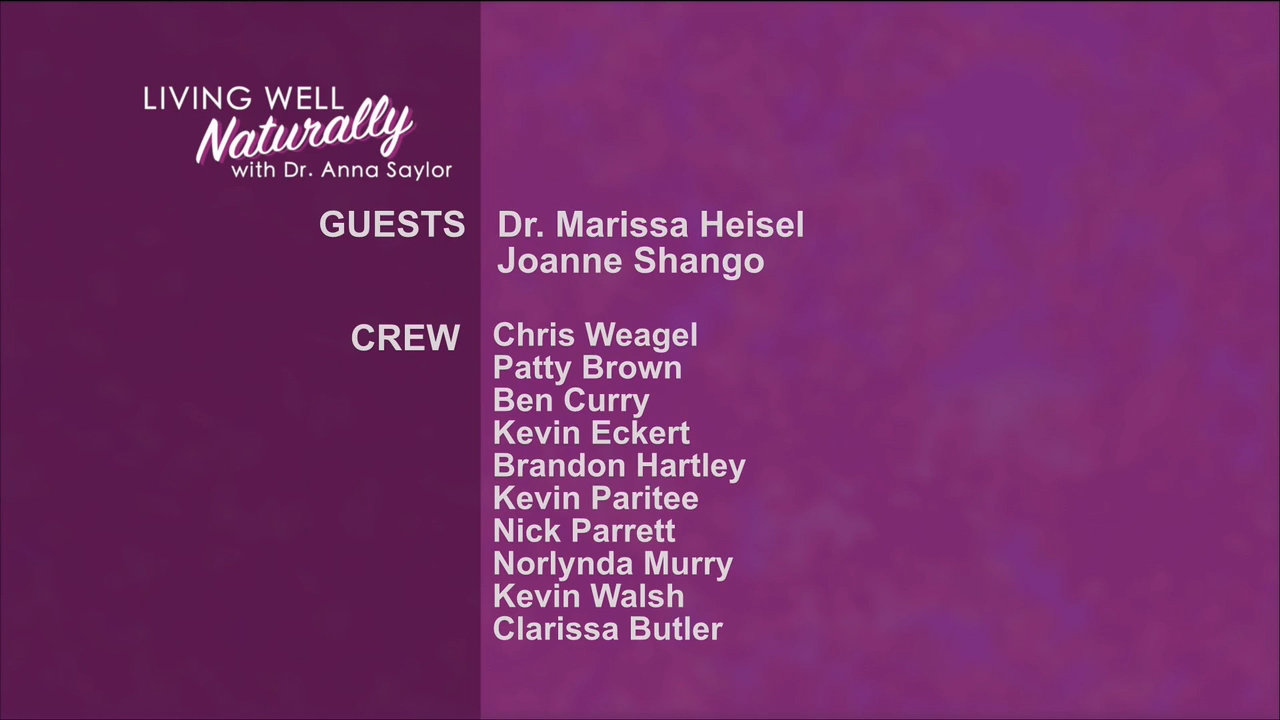 LIVING WELL
Naturally
with Dr. Anna Saylor
GUESTS Dr. Marissa Heisel
Joanne Shango
CREW Chris Weagel
Patty Brown
Ben Curry
Kevin Eckert
Brandon Hartley
Kevin Paritee
Nick Parrett
Norlynda Murry
Kevin Walsh
Clarissa Butler